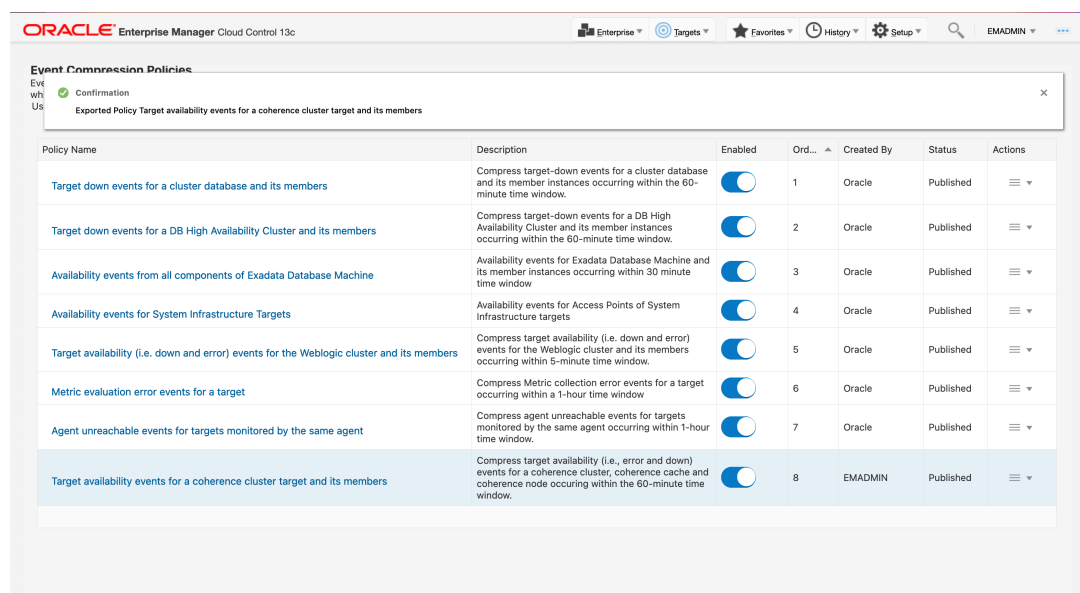 ORACLE Enterprise Manager Cloud Control 13c
Enterprise Targets Favorites History Setup EMADMIN
Event Compression Policies
Eve
wh
Us
Confirmation
Exported Policy Target availability events for a coherence cluster target and its members
Policy Name Description Enabled Ord... Created By Status Actions
Target down events for a cluster database and its members
Compress target-down events for a cluster database
and its member instances occurring within the 60-
minute time window.
1 Oracle Published
Target down events for a DB High Availability Cluster and its members
Compress target-down events for a DB High
Availability Cluster and its member instances
occurring within the 60-minute time window.
2 Oracle Published
Availability events from all components of Exadata Database Machine
Availability events for Exadata Database Machine and
its member instances occurring within 30 minute
time window
3 Oracle Published
Availability events for System Infrastructure Targets
Availability events for Access Points of System
Infrastructure targets
4 Oracle Published
Target availability (i.e. down and error) events for the Weblogic cluster and its members
Compress target availability (i.e. down and error)
events for the Weblogic cluster and its members
occurring within 5-minute time window.
5 Oracle Published
Metric evaluation error events for a target
Compress Metric collection error events for a target
occurring within a 1-hour time window
6 Oracle Published
Agent unreachable events for targets monitored by the same agent
Compress agent unreachable events for targets
monitored by the same agent occurring within 1-hour
time window.
7 Oracle Published
Target availability events for a coherence cluster target and its members
Compress target availability (i.e., error and down)
events for a coherence cluster, coherence cache and
coherence node occuring within the 60-minute time
window.
8 EMADMIN Published